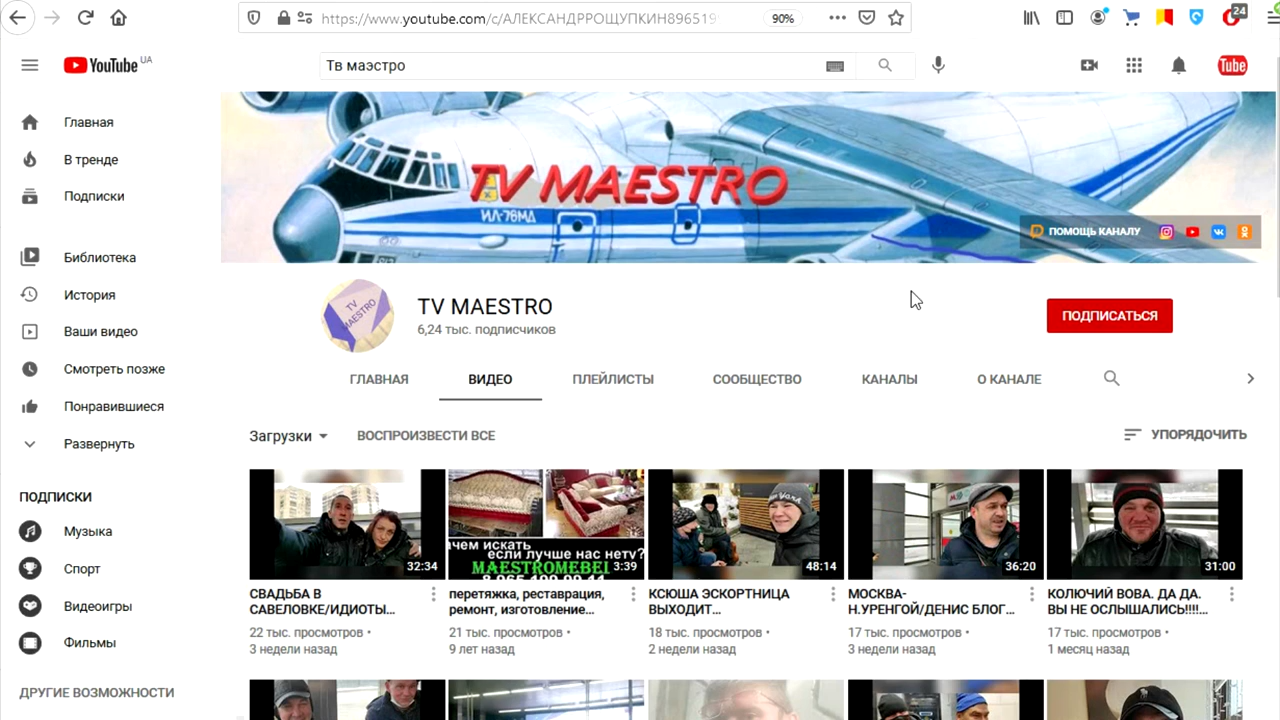 https://www.youtube.com/c/АЛЕКСАНДРРОЩУПКИН896519
90%
24
YouTube UA
Тв маэстро
Tube
Главная
В тренде
Подписки
Библиотека
История
Ваши видео
Смотреть позже
Понравившиеся
Развернуть
ПОДПИСКИ
Музыка
Спорт
Видеоигры
Фильмы
ДРУГИЕ ВОЗМОЖНОСТИ
TV MAESTRO
ИЛ-76МД
ПОМОЩЬ КАНАЛУ
TV MAESTRO
TV MAESTRO
6,24 тыс. подписчиков
ПОДПИСАТЬСЯ
ГЛАВНАЯ ВИДЕО ПЛЕЙЛИСТЫ СООБЩЕСТВО КАНАЛЫ О КАНАЛЕ
Загрузки ВОСПРОИЗВЕСТИ ВСЕ УПОРЯДОЧИТЬ
32:34
СВАДЬБА В
САВЕЛОВКЕ/ИДИОТЫ...
22 тыс. просмотров •
3 недели назад
чем искать
если лучше нас нету?
MAESTROMEBEL
3:39
перетяжка, реставрация,
ремонт, изготовление...
21 тыс. просмотров •
9 лет назад
48:14
КСЮША ЭСКОРТНИЦА
ВЫХОДИТ...
18 тыс. просмотров •
2 недели назад
36:20
МОСКВА-
Н.УРЕНГОЙ/ДЕНИС БЛОГ...
17 тыс. просмотров •
3 недели назад
31:00
КОЛЮЧИЙ ВОВА. ДА ДА.
ВЫ НЕ ОСЛЫШАЛИСЬ!!!!...
17 тыс. просмотров •
1 месяц назад